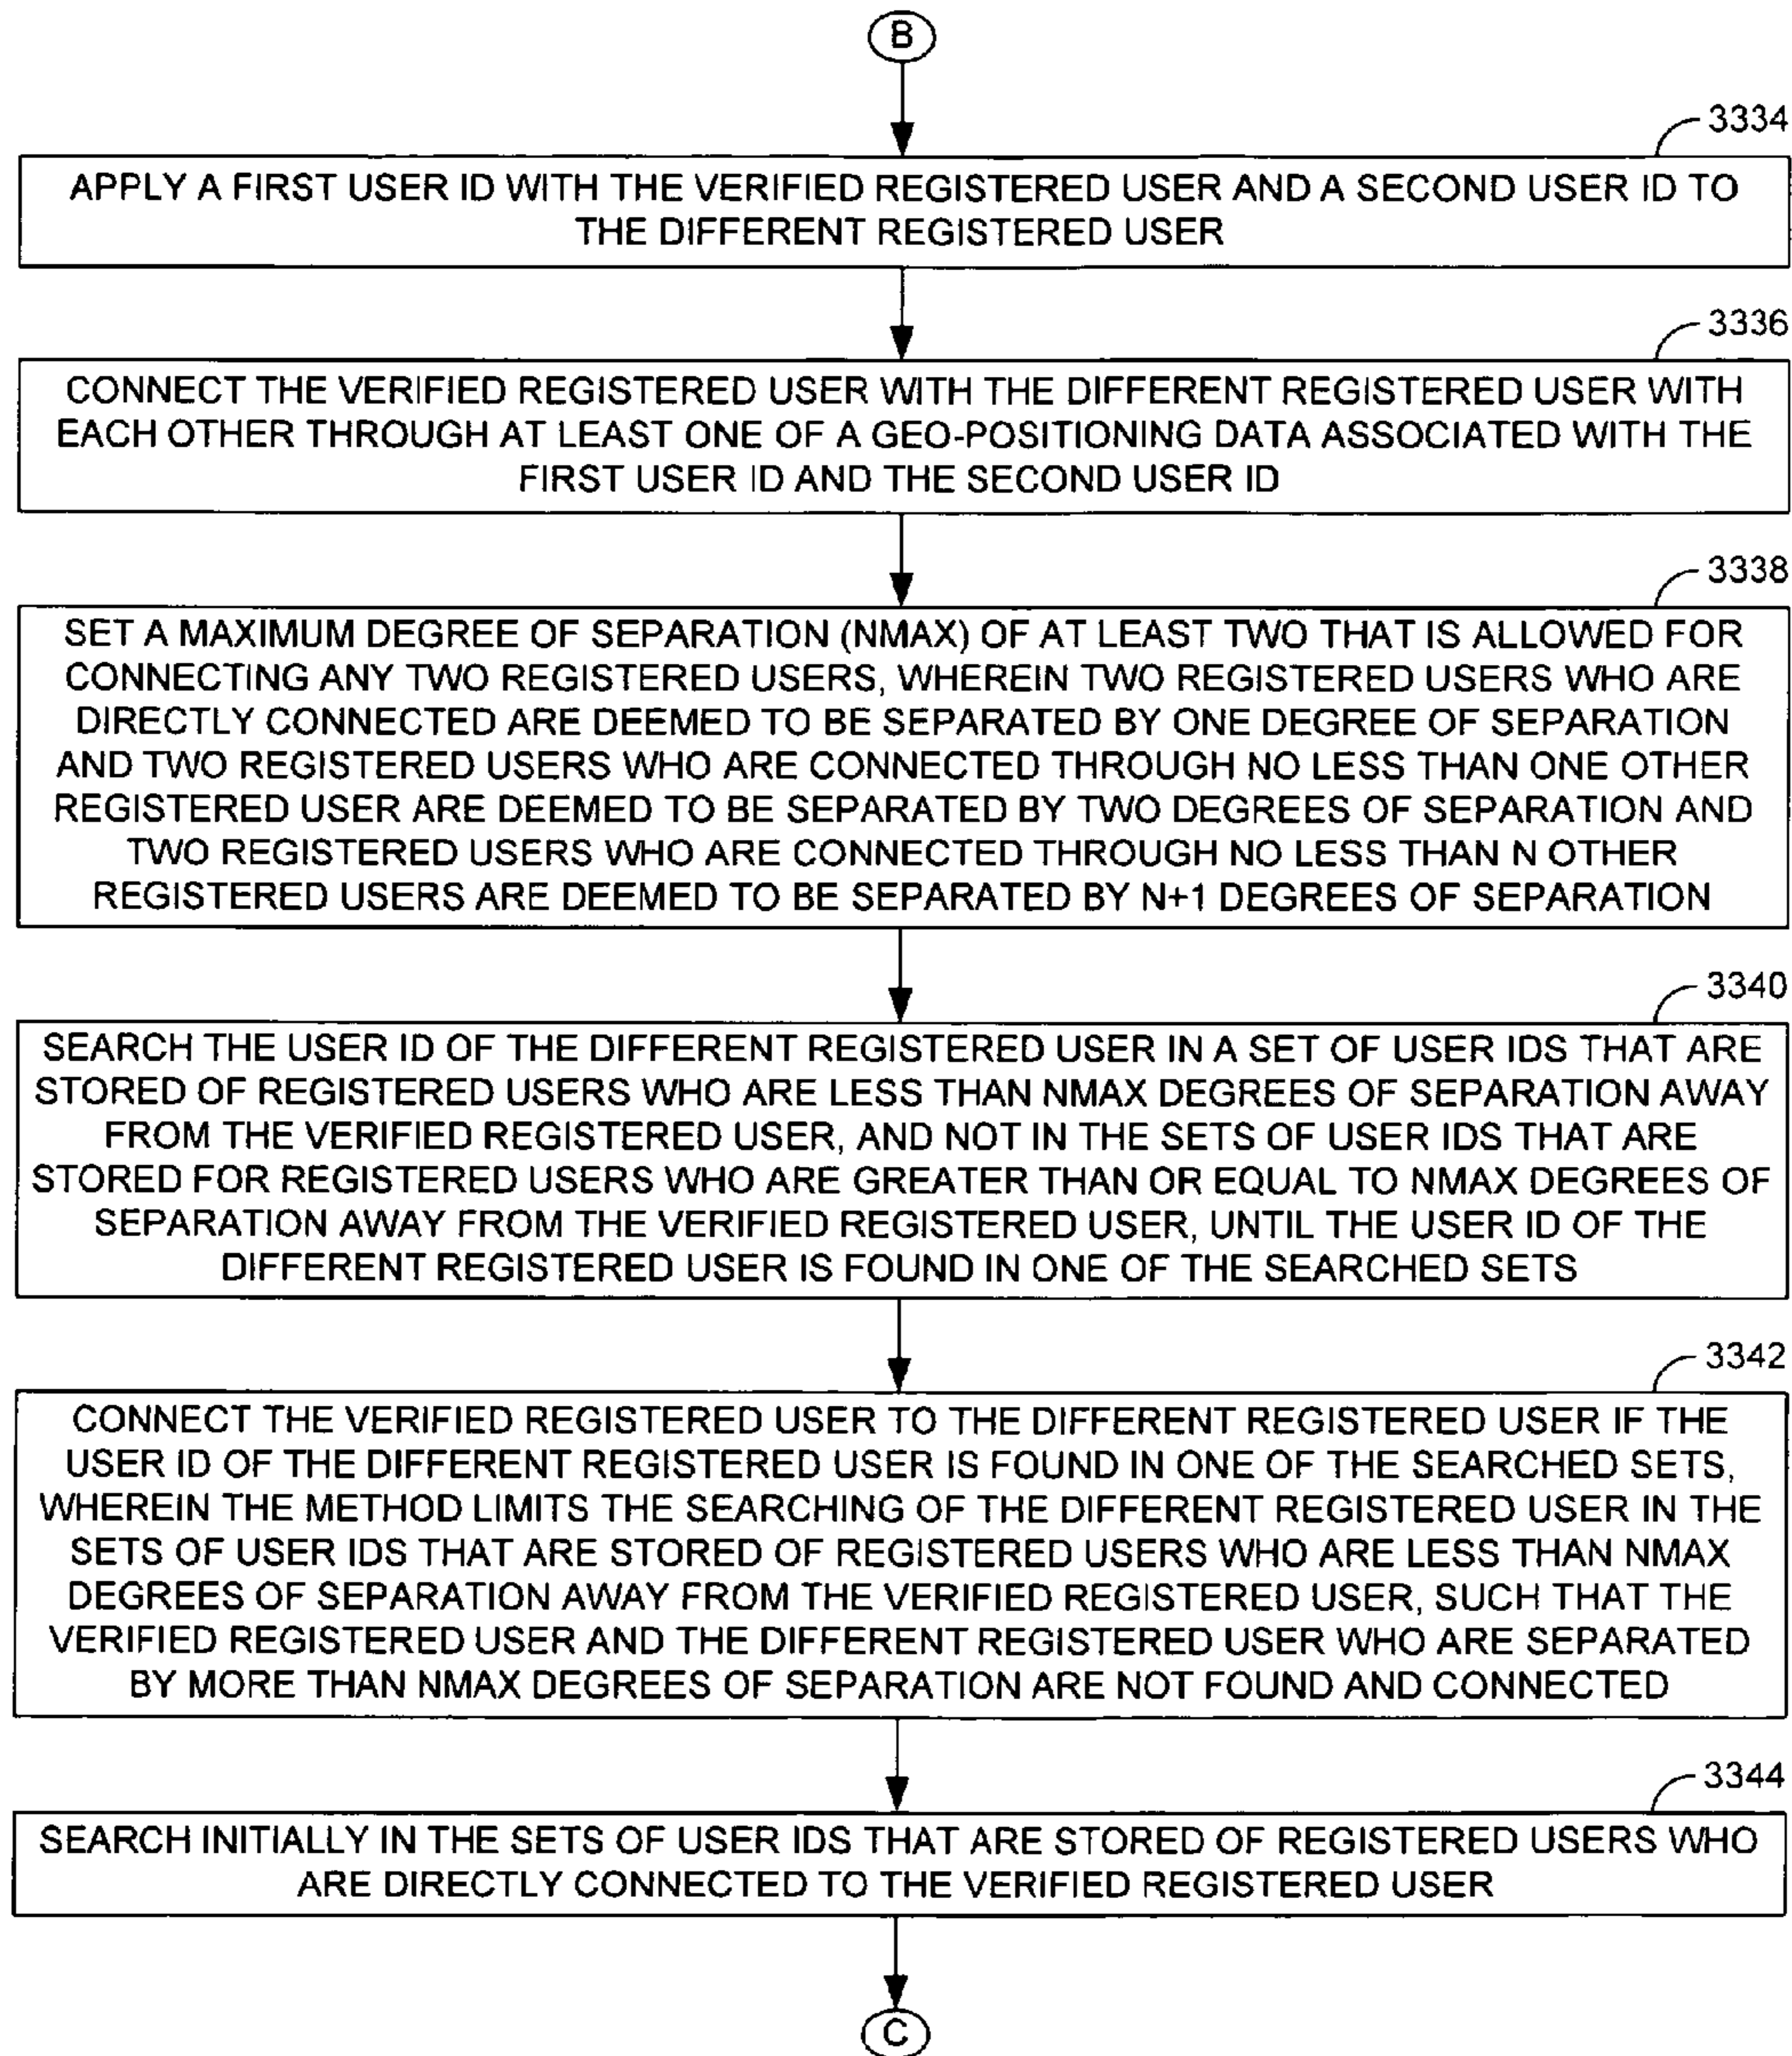 B
3334
APPLY A FIRST USER ID WITH THE VERIFIED REGISTERED USER AND A SECOND USER ID TO
THE DIFFERENT REGISTERED USER
3336
CONNECT THE VERIFIED REGISTERED USER WITH THE DIFFERENT REGISTERED USER WITH
EACH OTHER THROUGH AT LEAST ONE OF A GEO-POSITIONING DATA ASSOCIATED WITH THE
FIRST USER ID AND THE SECOND USER ID
3338
SET A MAXIMUM DEGREE OF SEPARATION (NMAX) OF AT LEAST TWO THAT IS ALLOWED FOR
CONNECTING ANY TWO REGISTERED USERS, WHEREIN TWO REGISTERED USERS WHO ARE
DIRECTLY CONNECTED ARE DEEMED TO BE SEPARATED BY ONE DEGREE OF SEPARATION
AND TWO REGISTERED USERS WHO ARE CONNECTED THROUGH NO LESS THAN ONE OTHER
REGISTERED USER ARE DEEMED TO BE SEPARATED BY TWO DEGREES OF SEPARATION AND
TWO REGISTERED USERS WHO ARE CONNECTED THROUGH NO LESS THAN N OTHER
REGISTERED USERS ARE DEEMED TO BE SEPARATED BY N+1 DEGREES OF SEPARATION
3340
SEARCH THE USER ID OF THE DIFFERENT REGISTERED USER IN A SET OF USER IDS THAT ARE
STORED OF REGISTERED USERS WHO ARE LESS THAN NMAX DEGREES OF SEPARATION AWAY
FROM THE VERIFIED REGISTERED USER, AND NOT IN THE SETS OF USER IDS THAT ARE
STORED FOR REGISTERED USERS WHO ARE GREATER THAN OR EQUAL TO NMAX DEGREES OF
SEPARATION AWAY FROM THE VERIFIED REGISTERED USER, UNTIL THE USER ID OF THE
DIFFERENT REGISTERED USER IS FOUND IN ONE OF THE SEARCHED SETS
3342
CONNECT THE VERIFIED REGISTERED USER TO THE DIFFERENT REGISTERED USER IF THE
USER ID OF THE DIFFERENT REGISTERED USER IS FOUND IN ONE OF THE SEARCHED SETS,
WHEREIN THE METHOD LIMITS THE SEARCHING OF THE DIFFERENT REGISTERED USER IN THE
SETS OF USER IDS THAT ARE STORED OF REGISTERED USERS WHO ARE LESS THAN NMAX
DEGREES OF SEPARATION AWAY FROM THE VERIFIED REGISTERED USER, SUCH THAT THE
VERIFIED REGISTERED USER AND THE DIFFERENT REGISTERED USER WHO ARE SEPARATED
BY MORE THAN NMAX DEGREES OF SEPARATION ARE NOT FOUND AND CONNECTED
3344
SEARCH INITIALLY IN THE SETS OF USER IDS THAT ARE STORED OF REGISTERED USERS WHO
ARE DIRECTLY CONNECTED TO THE VERIFIED REGISTERED USER
C